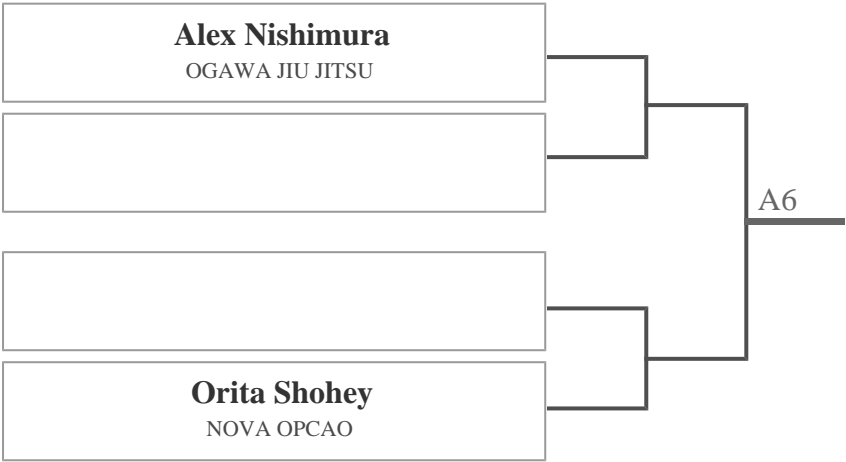 Alex Nishimura
OGAWA JIU JITSU
A6
Orita Shohey
NOVA OPCAO